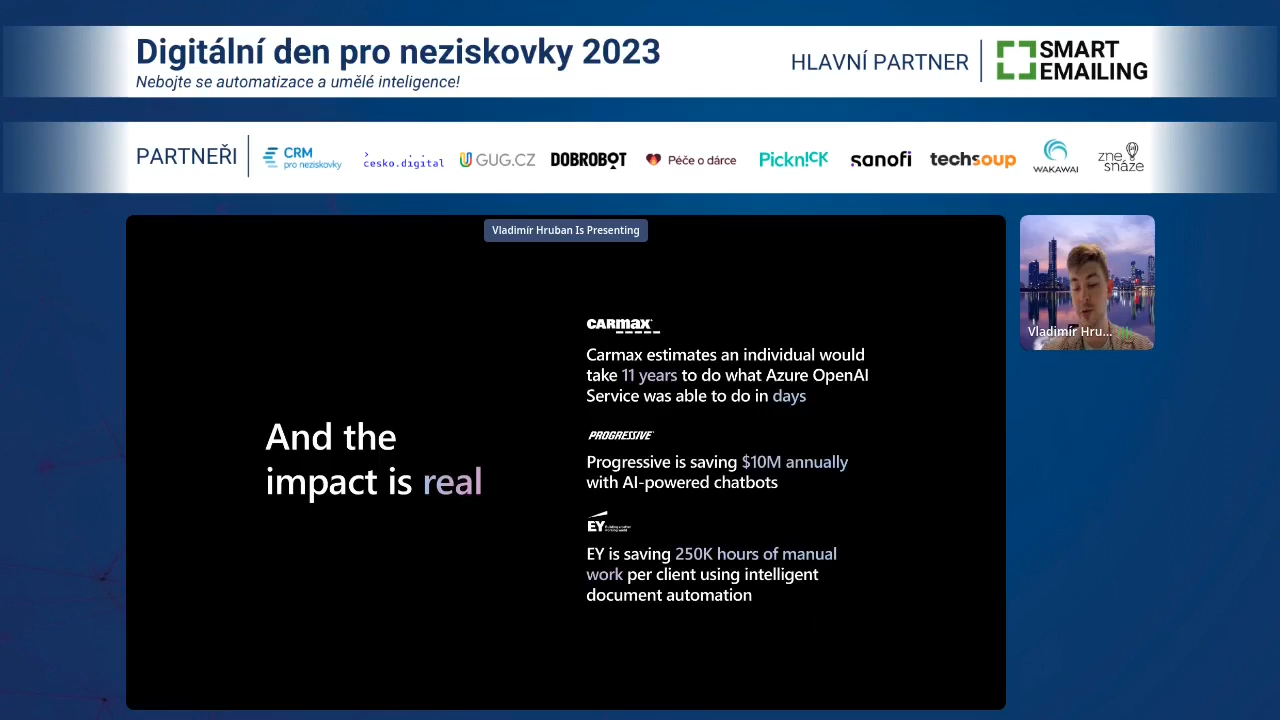 Digitální den pro neziskovky 2023
Nebojte se automatizace a umělé inteligence!
HLAVNÍ PARTNER
SMART
EMAILING
PARTNEŘI
CRM
pro neziskovky
cesko.digital
GUG.CZ
DOBROBOT
Péče o dárce
Pickn!CK
sanofi
techsoup
WAKAWAI
zne
snáze
Vladimír Hruban Is Presenting
Vladimír Hru...
And the
impact is real
CARMAX
Carmax estimates an individual would
take 11 years to do what Azure OpenAI
Service was able to do in days
PROGRESSIVE
Progressive is saving $10M annually
with AI-powered chatbots
EY
EY is saving 250K hours of manual
work per client using intelligent
document automation